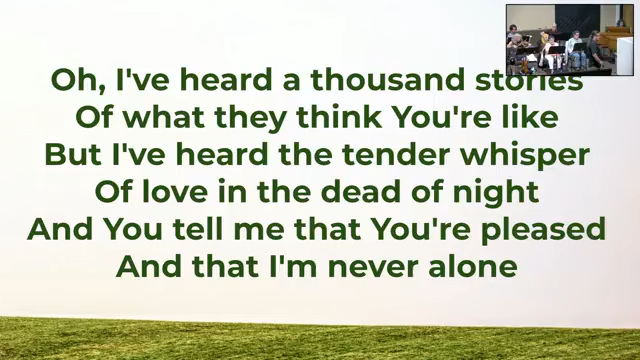 Oh, I've heard a thousand stories
Of what they think You're like
But I've heard the tender whisper
Of love in the dead of night
And You tell me that You're pleased
And that I'm never alone